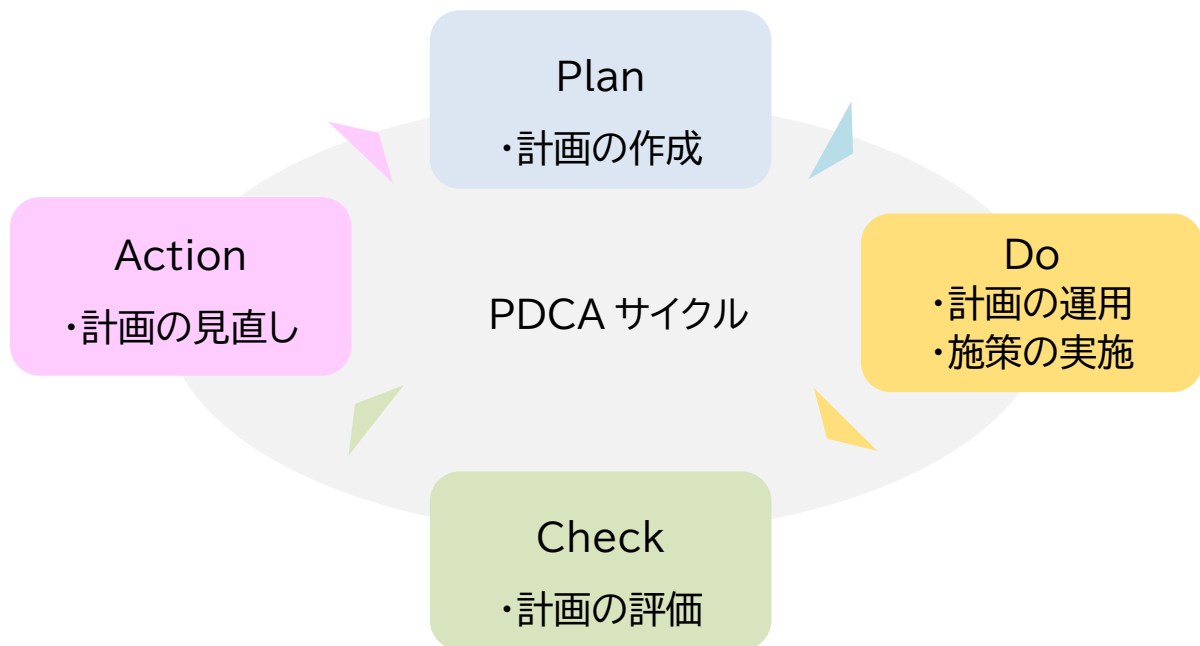 Plan
・計画の作成
Action
・計画の見直し
PDCA サイクル
Do
・計画の運用
・施策の実施
Check
・計画の評価